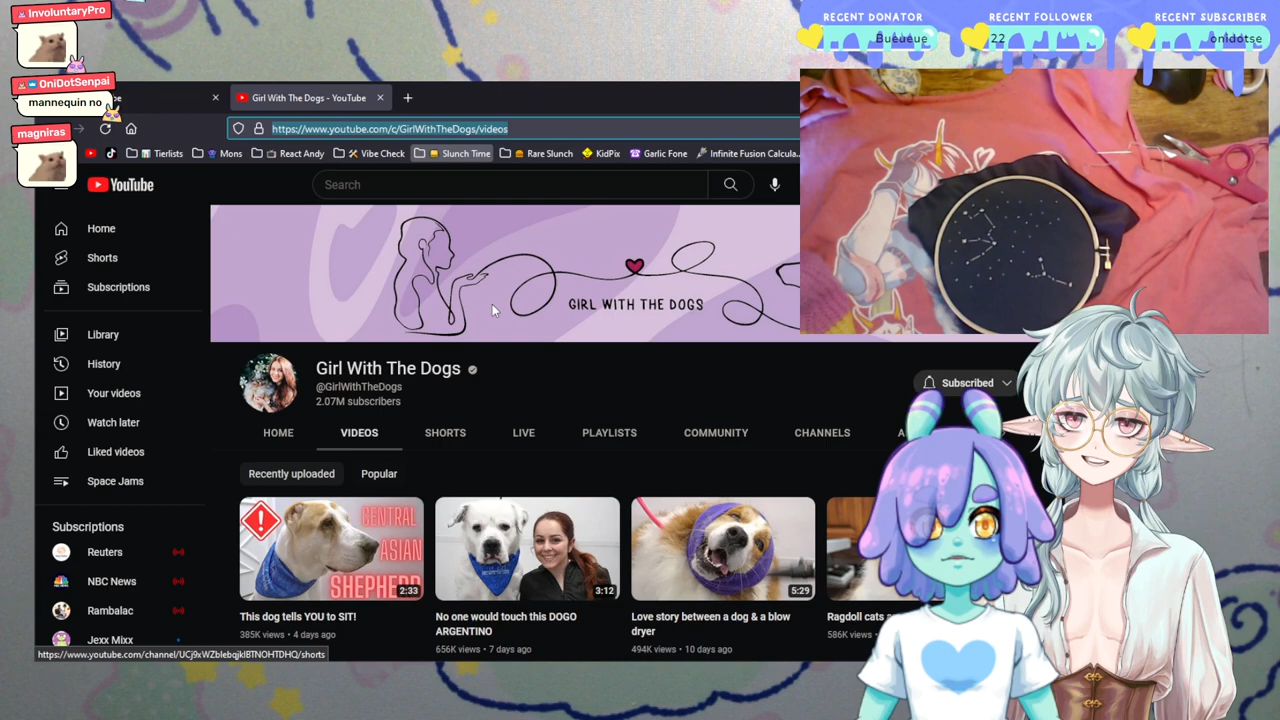 InvoluntaryPro
OniDotSenpai
mannequin no
magniras
RECENT DONATOR
Bueueue
RECENT FOLLOWER
22
RECENT SUBSCRIBER
onidotse
Girl With The Dogs - YouTube
https://www.youtube.com/c/GirlWithTheDogs/videos
Tierlists
Mons
React Andy
Vibe Check
Slunch Time
Rare Slunch
KidPix
Garlic Fone
Infinite Fusion Calcula...
YouTube
Search
Home
Shorts
Subscriptions
Library
History
Your videos
Watch later
Liked videos
Space Jams
Subscriptions
Reuters
NBC News
Rambalac
Jexx Mixx
GIRL WITH THE DOGS
Girl With The Dogs
@GirlWithTheDogs
2.07M subscribers
Subscribed
HOME
VIDEOS
SHORTS
LIVE
PLAYLISTS
COMMUNITY
CHANNELS
Recently uploaded
Popular
CENTRAL
ASIAN
SHEPHERD
2:33
3:12
5:29
This dog tells YOU to SIT!
385K views • 4 days ago
No one would touch this DOGO
ARGENTINO
656K views • 7 days ago
Love story between a dog & a blow
dryer
494K views • 10 days ago
Ragdoll cats
586K views